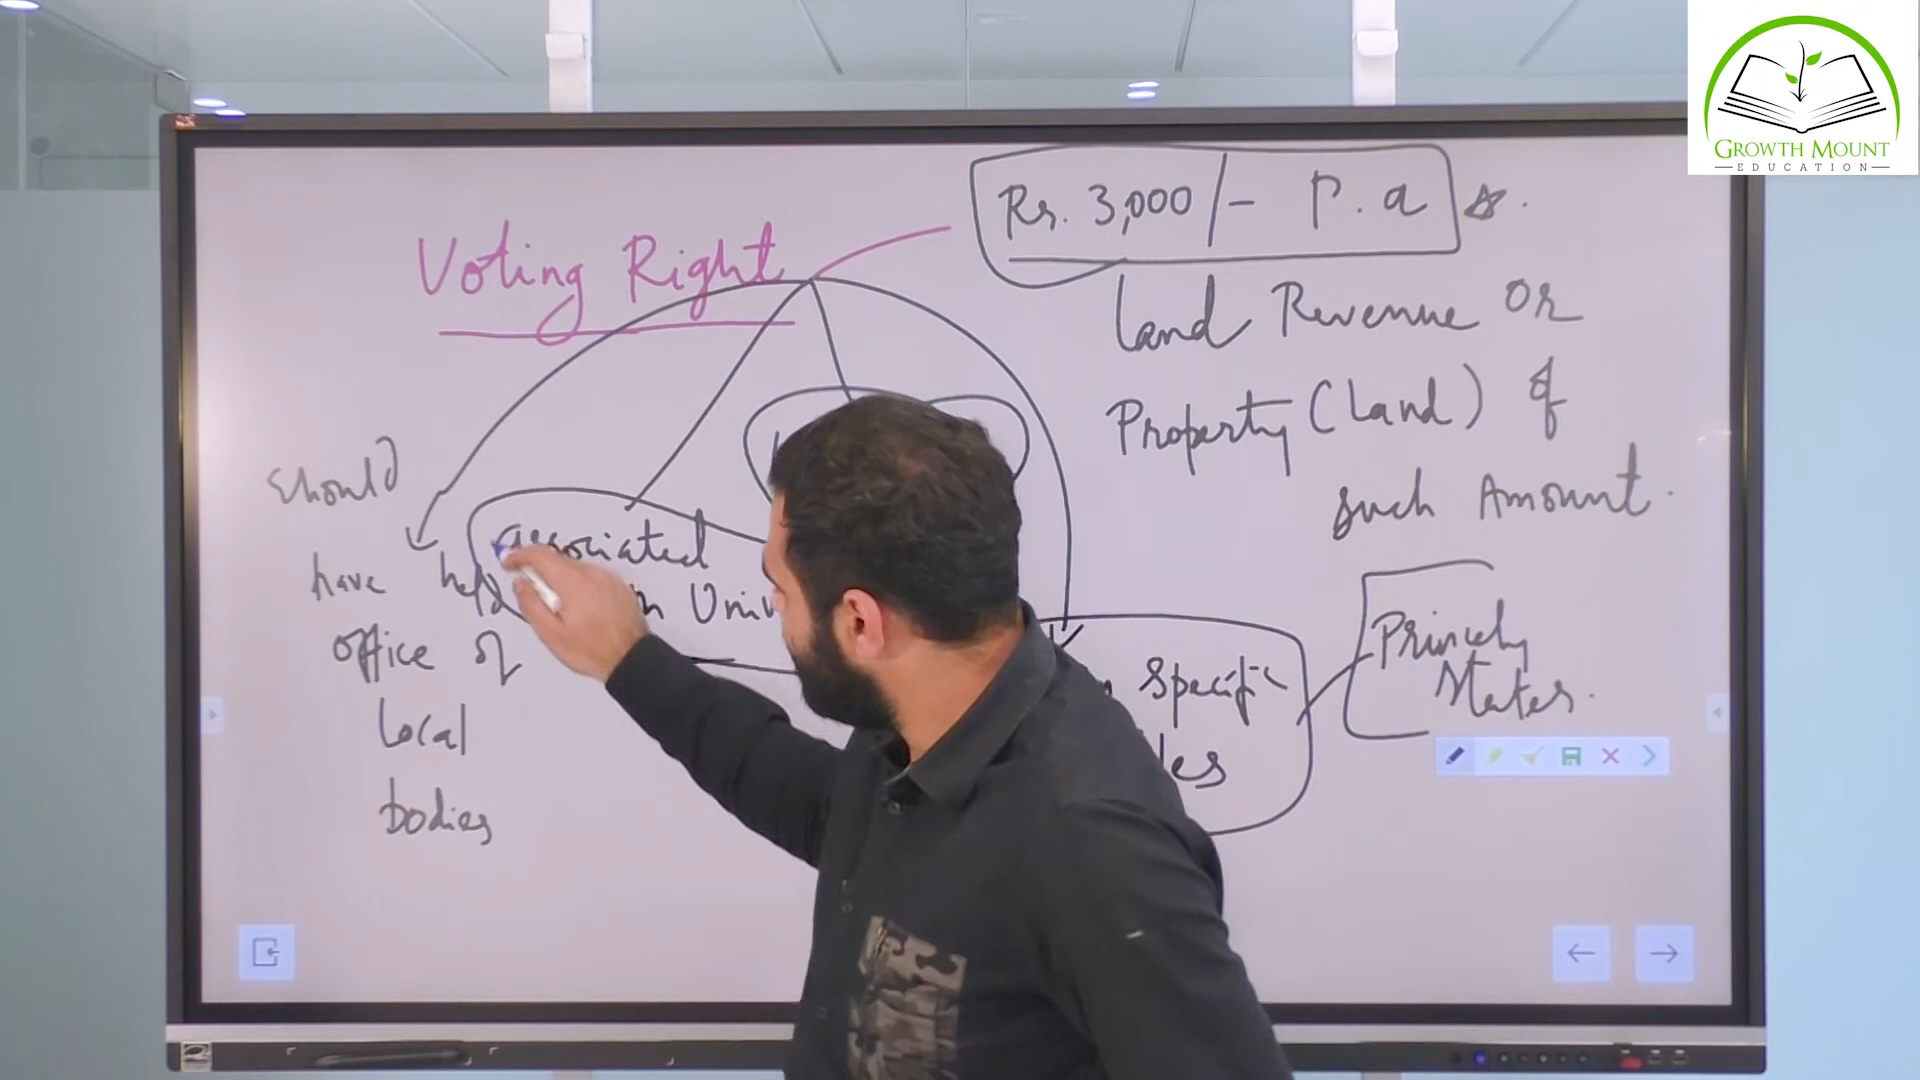 GROWTH MOUNT
EDUCATION
Voting Right
Rs. 3,000/- P.a
Land Revenue OR
Property (Land) of
such Amount.
Should
have held
office of
Local
bodies
associated
Univ
Specific
Princely
States.